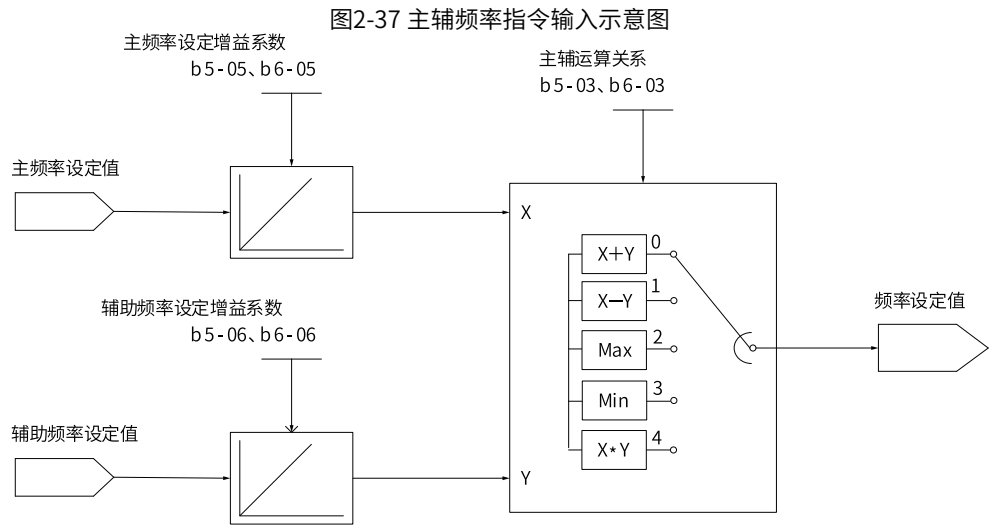 图2-37 主辅频率指令输入示意图
主频率设定增益系数
b5-05、b6-05
主辅运算关系
b5-03、b6-03
主频率设定值
X
X+Y 0
X—Y 1
Max 2
Min 3
X*Y 4
频率设定值
辅助频率设定增益系数
b5-06、b6-06
辅助频率设定值
Y